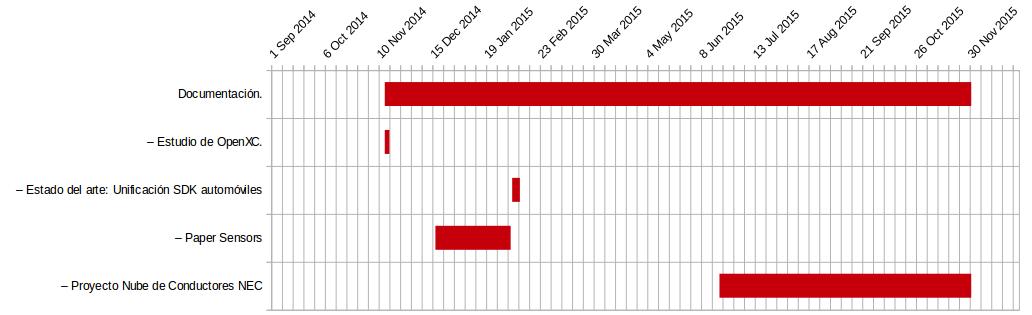 1 Sep 2014
6 Oct 2014
10 Nov 2014
15 Dec 2014
19 Jan 2015
23 Feb 2015
30 Mar 2015
4 May 2015
8 Jun 2015
13 Jul 2015
17 Aug 2015
21 Sep 2015
26 Oct 2015
30 Nov 2015
Documentación.
– Estudio de OpenXC.
– Estado del arte: Unificación SDK automóviles
– Paper Sensors
– Proyecto Nube de Conductores NEC